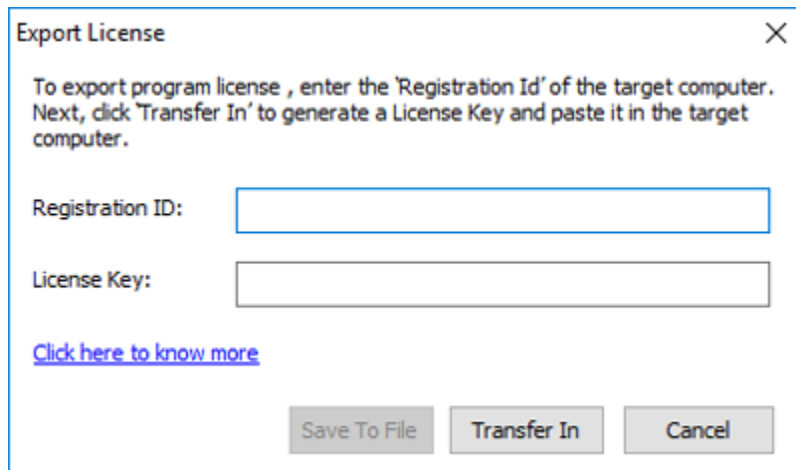 Export License
To export program license , enter the 'Registration Id' of the target computer.
Next, click 'Transfer In' to generate a License Key and paste it in the target
computer.
Registration ID:
License Key:
Click here to know more
Save To File
Transfer In
Cancel